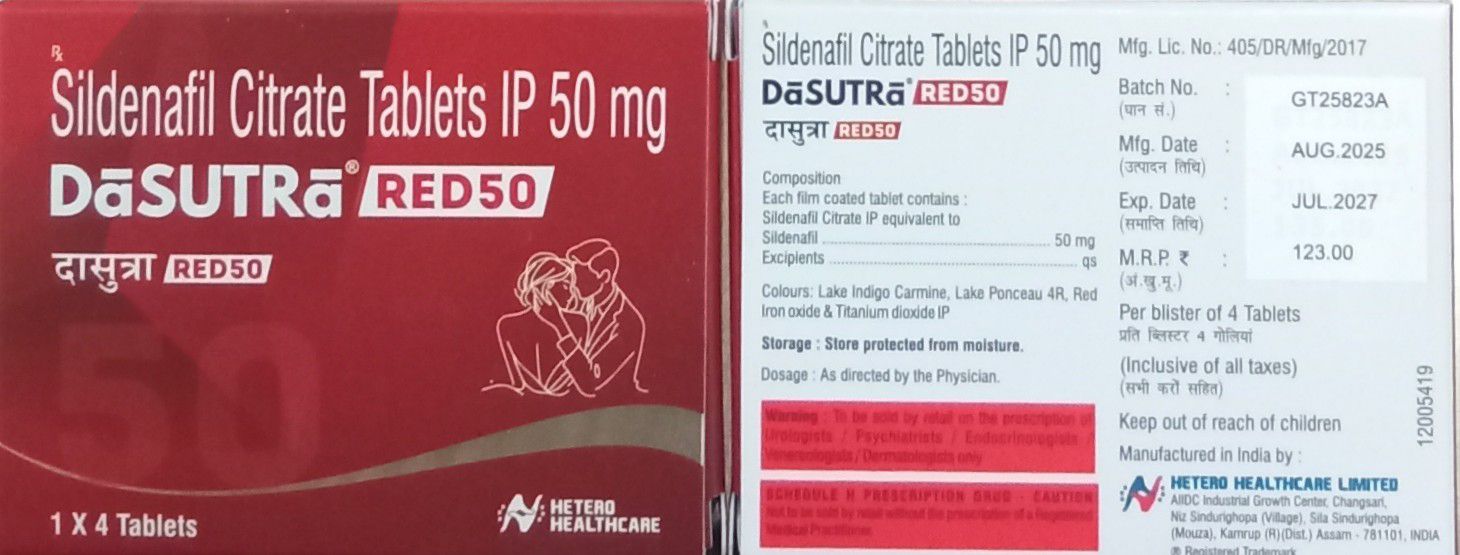 Rx
Sildenafil Citrate Tablets IP 50 mg
DāSUTRā® RED50
दासुत्रा RED50
50
1 X 4 Tablets
HETERO
HEALTHCARE
Rx
Sildenafil Citrate Tablets IP 50 mg
DāSUTRā® RED50
दासुत्रा RED50
Composition
Each film coated tablet contains :
Sildenafil Citrate IP equivalent to
Sildenafil ........................ 50 mg
Excipients ........................ qs
Colours: Lake Indigo Carmine, Lake Ponceau 4R, Red
Iron oxide & Titanium dioxide IP
Storage : Store protected from moisture.
Dosage : As directed by the Physician.
Warning : To be sold by retail on the prescription of
Urologists / Psychiatrists / Endocrinologists /
Venereologists / Dermatologists only
SCHEDULE H PRESCRIPTION DRUG - CAUTION
Not to be sold by retail without the prescription of a Registered
Medical Practitioner.
Mfg. Lic. No.: 405/DR/Mfg/2017
Batch No. : GT25823A
(घान सं.)
Mfg. Date : AUG.2025
(उत्पादन तिथि)
Exp. Date : JUL.2027
(समाप्ति तिथि)
M.R.P. ₹ : 123.00
(अं.खु.मू.)
Per blister of 4 Tablets
प्रति ब्लिस्टर 4 गोलियां
(Inclusive of all taxes)
(सभी करों सहित)
Keep out of reach of children
Manufactured in India by :
HETERO HEALTHCARE LIMITED
AIIDC Industrial Growth Center, Changsari,
Niz Sindurighopa (Village), Sila Sindurighopa
(Mouza), Kamrup (R)(Dist.) Assam - 781101, INDIA
® Registered Trademark
12005419